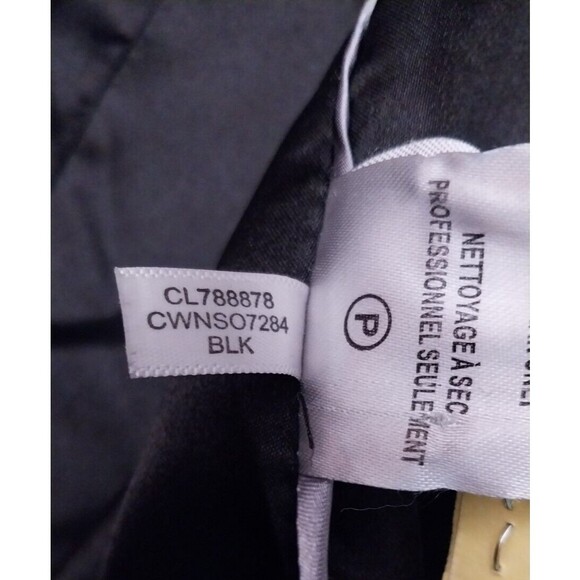 CL788878
CWNSO7284
BLK
P
NETTOYAGE À SEC
PROFESSIONNEL SEULEMENT